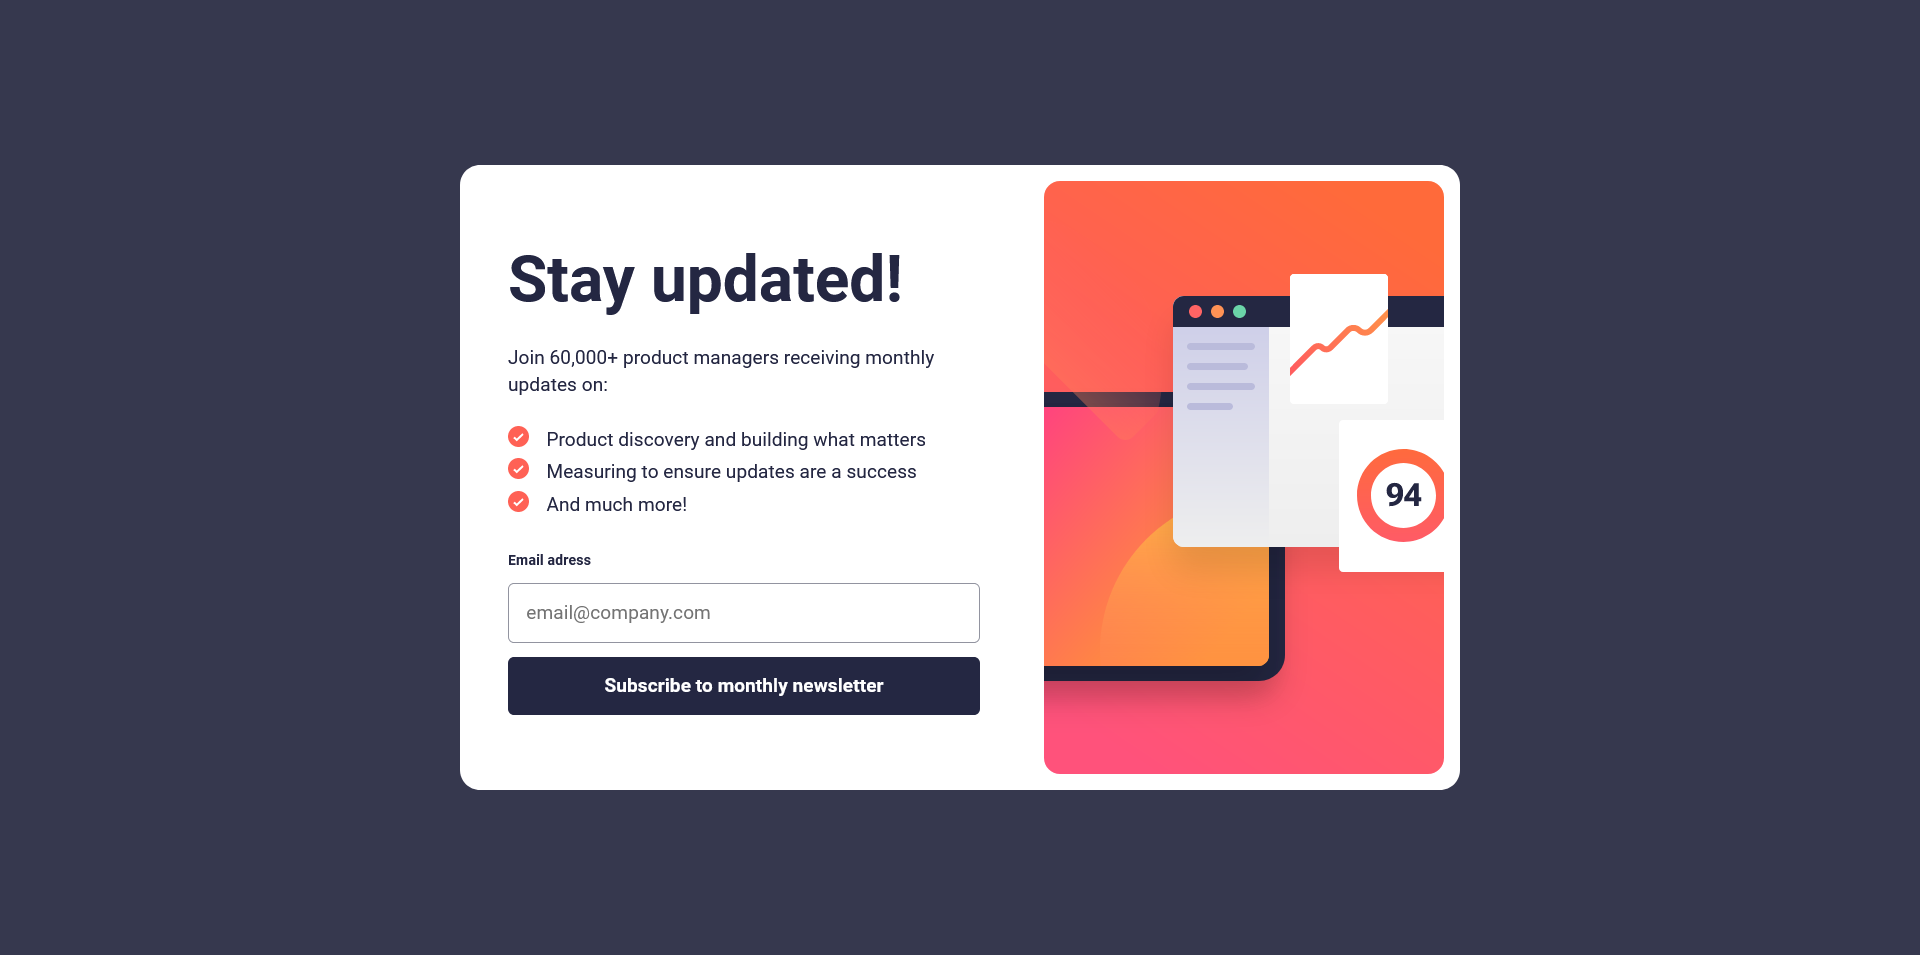 Stay updated!
Join 60,000+ product managers receiving monthly
updates on:
Product discovery and building what matters
Measuring to ensure updates are a success
And much more!
Email adress
email@company.com
Subscribe to monthly newsletter
94